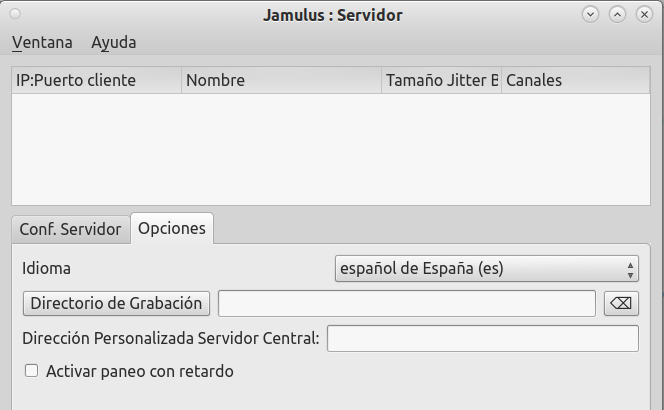 Jamulus : Servidor
Ventana Ayuda
IP:Puerto cliente Nombre Tamaño Jitter B Canales
Conf. Servidor Opciones
Idioma español de España (es)
Directorio de Grabación
Dirección Personalizada Servidor Central:
Activar paneo con retardo